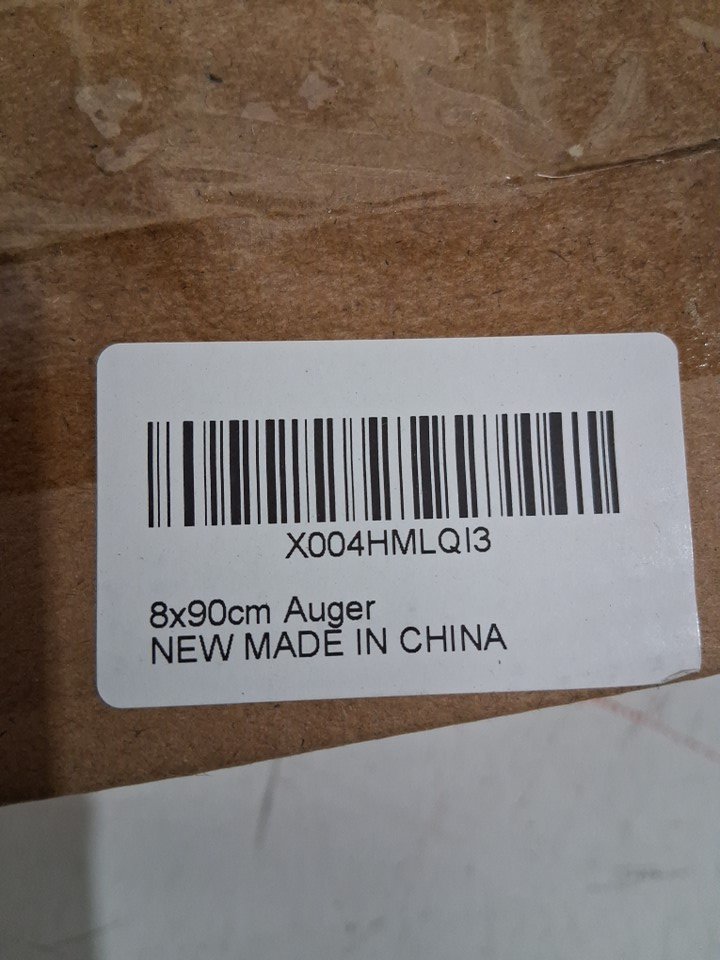 X004HMLQI3
8x90cm Auger
NEW MADE IN CHINA